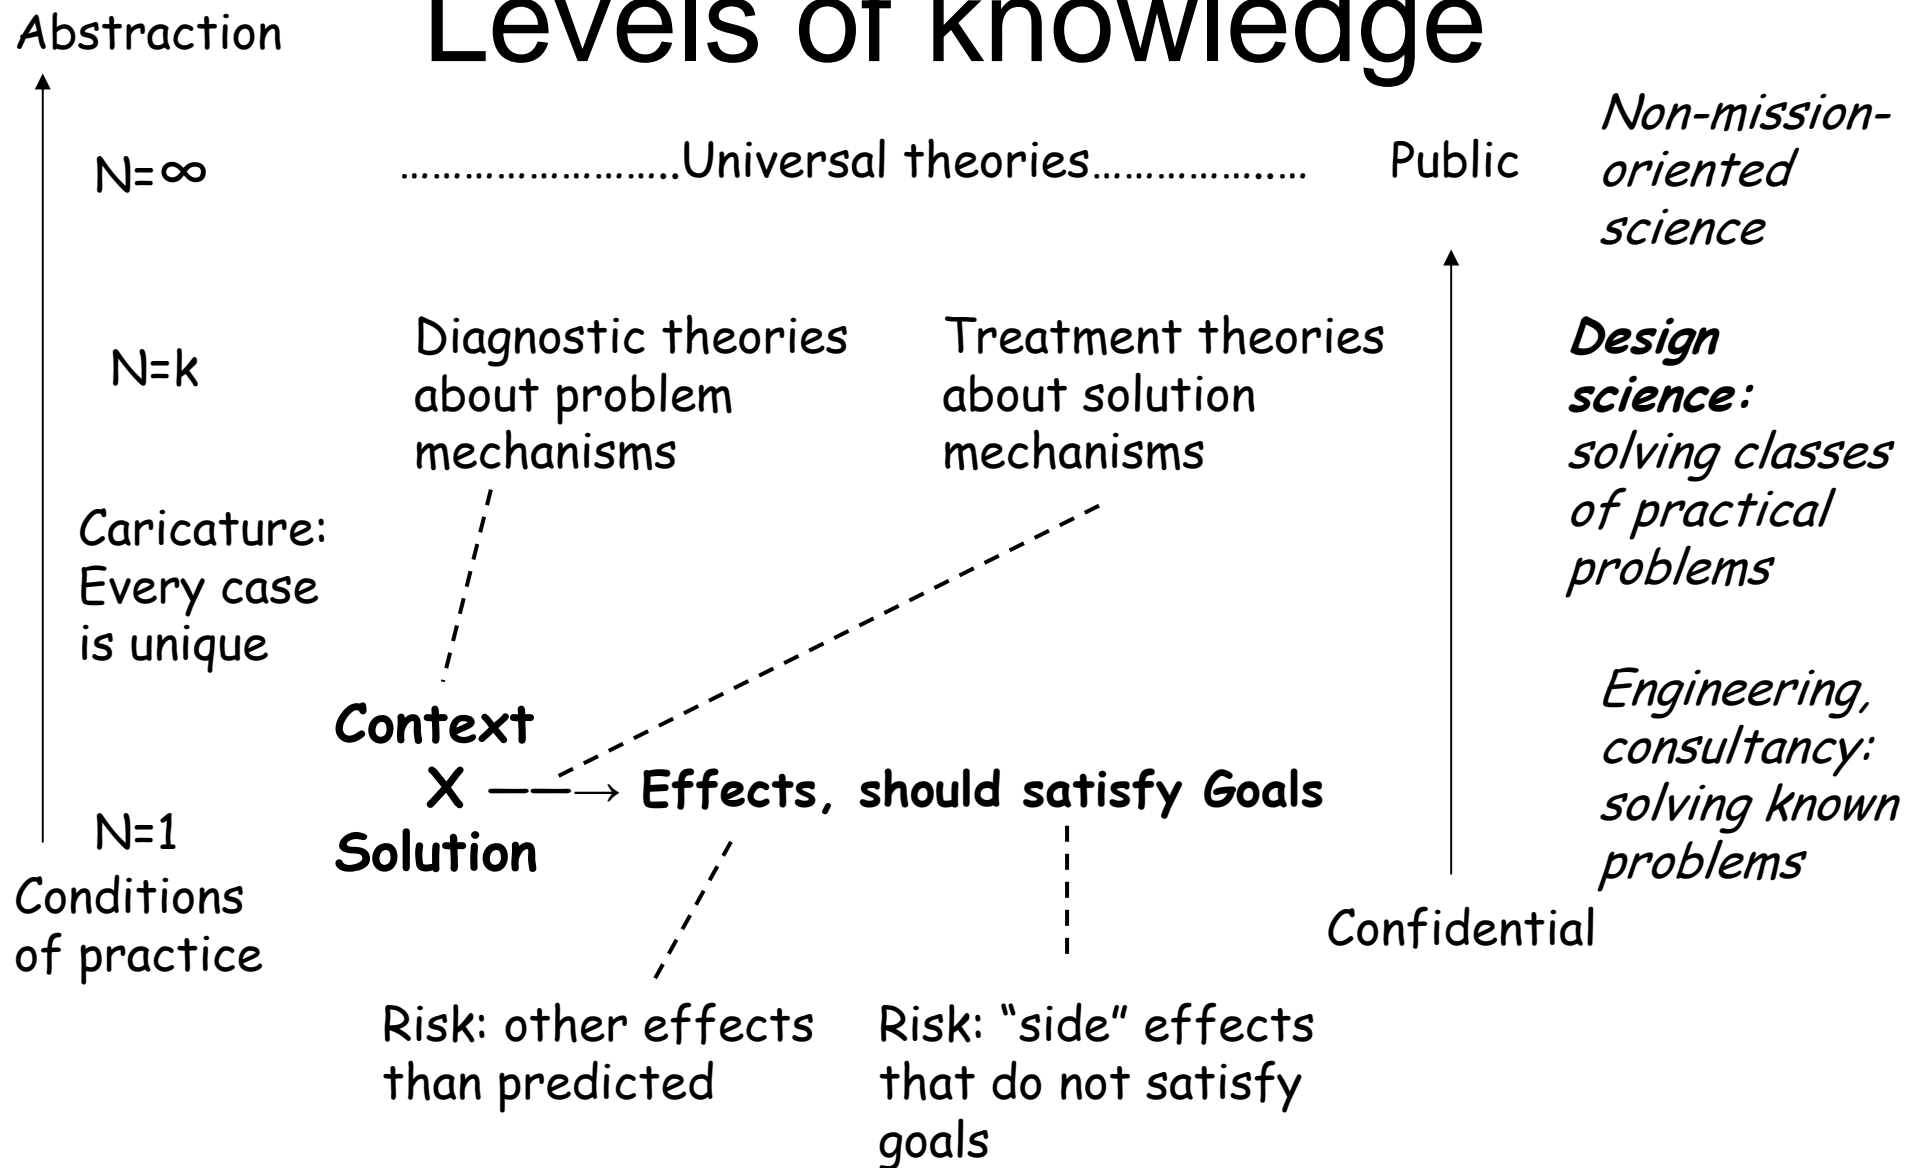 Levels of knowledge
Abstraction
N=∞
........................Universal theories...................
Public
Non-mission-
oriented
science
N=k
Diagnostic theories
about problem
mechanisms
Treatment theories
about solution
mechanisms
Design
science:
solving classes
of practical
problems
Caricature:
Every case
is unique
Context
X ——→ Effects, should satisfy Goals
Solution
N=1
Conditions
of practice
Engineering,
consultancy:
solving known
problems
Confidential
Risk: other effects
than predicted
Risk: “side” effects
that do not satisfy
goals